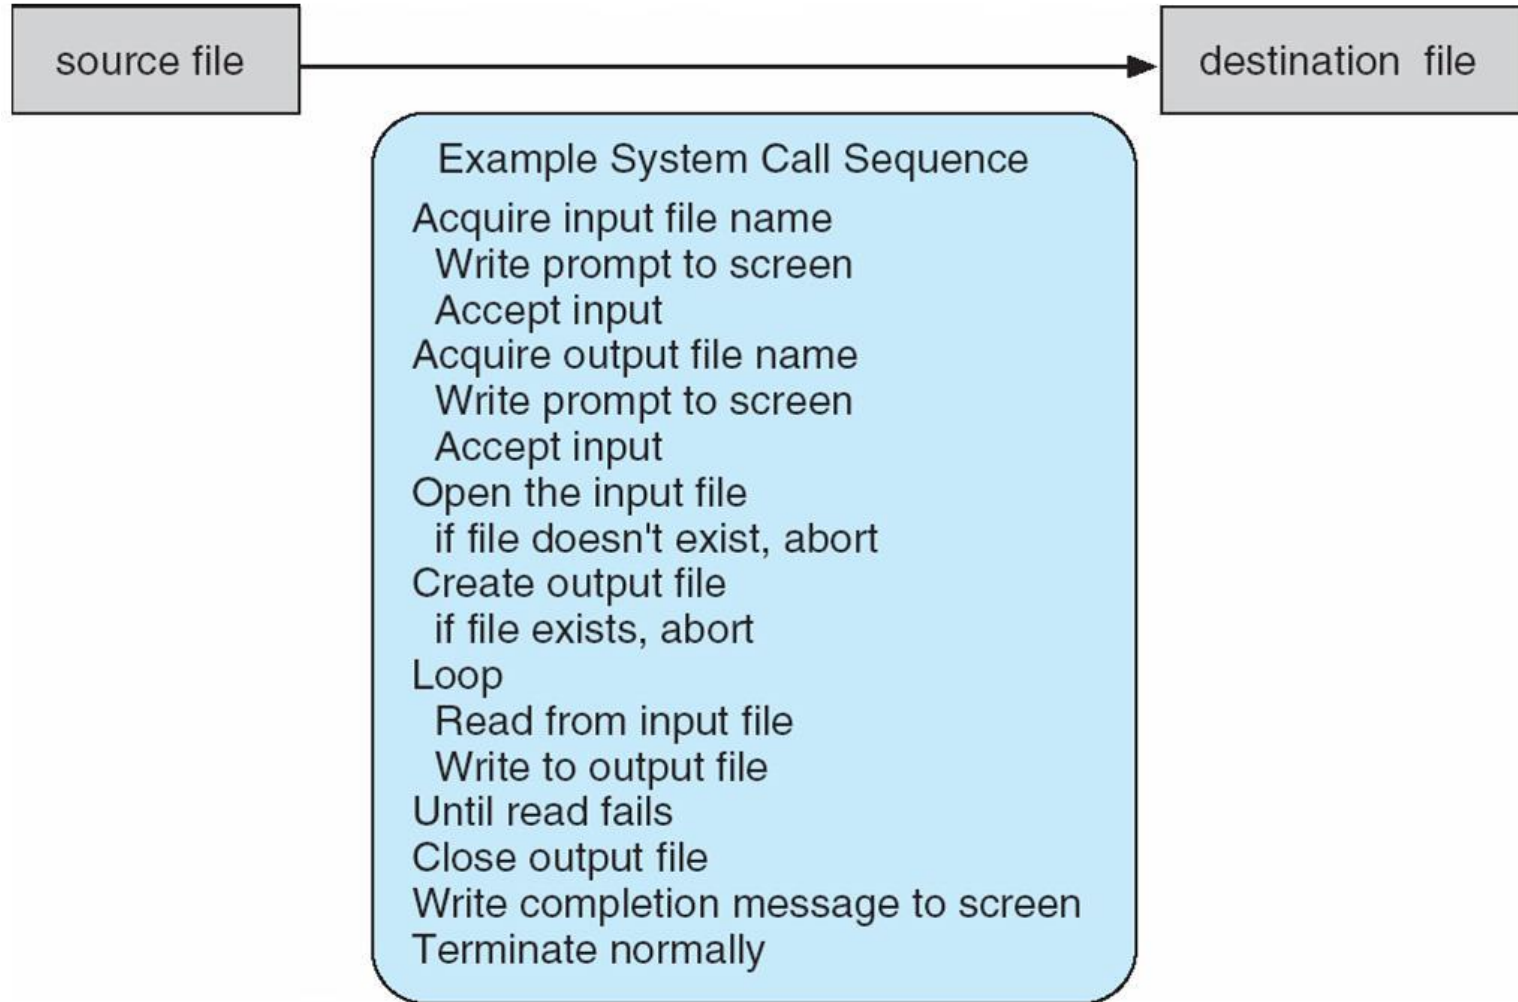 source file
destination file
Example System Call Sequence
Acquire input file name
Write prompt to screen
Accept input
Acquire output file name
Write prompt to screen
Accept input
Open the input file
if file doesn't exist, abort
Create output file
if file exists, abort
Loop
Read from input file
Write to output file
Until read fails
Close output file
Write completion message to screen
Terminate normally